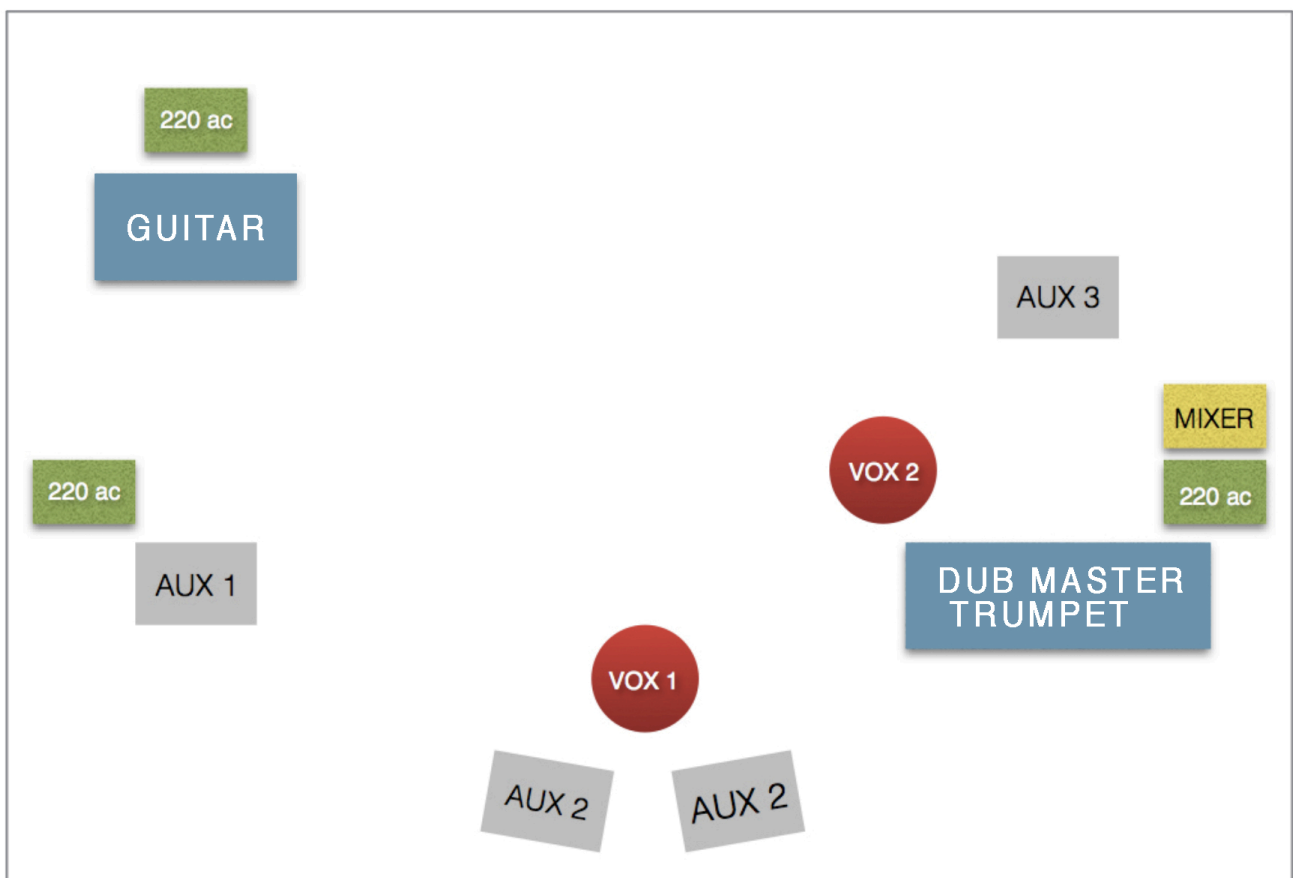 220 ac
GUITAR
AUX 3
MIXER
VOX 2
220 ac
220 ac
AUX 1
DUB MASTER
TRUMPET
VOX 1
AUX 2
AUX 2